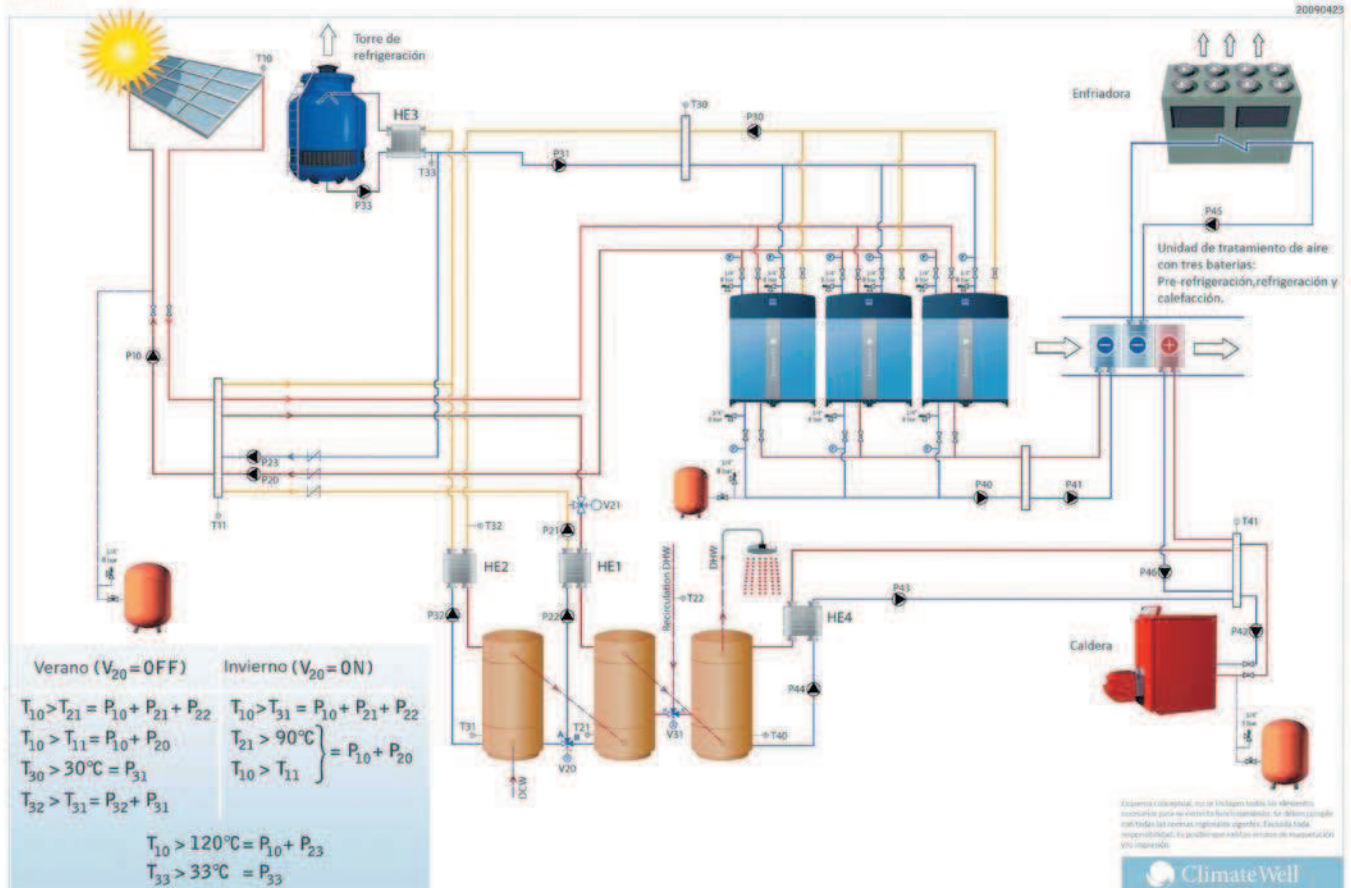 20090423
Torre de
refrigeración
T10
HE3
T33
P33
P31
T30
P30
Enfriadora
P45
Unidad de tratamiento de aire
con tres baterías:
Pre-refrigeración,refrigeración y
calefacción.
P10
P23
P20
T11
V21
P21
T32
HE2
HE1
P32
P22
Recirculation DHW
T22
DHW
HE4
P43
P44
P40
P41
T41
P46
P42
Caldera
T31
T21
A
B
V20
V31
T40
DCW
3/4"
8 bar
Verano (V20=OFF)
Invierno (V20=ON)
T10>T21 = P10+ P21 + P22
T10>T31 = P10+ P21 + P22
T10 > T11= P10 + P20
T21 > 90°C
T10 > T11
= P10 + P20
T30 > 30°C = P31
T32 > T31= P32 + P31
T10 > 120°C= P10 + P23
T33 > 33°C = P33
ClimateWell